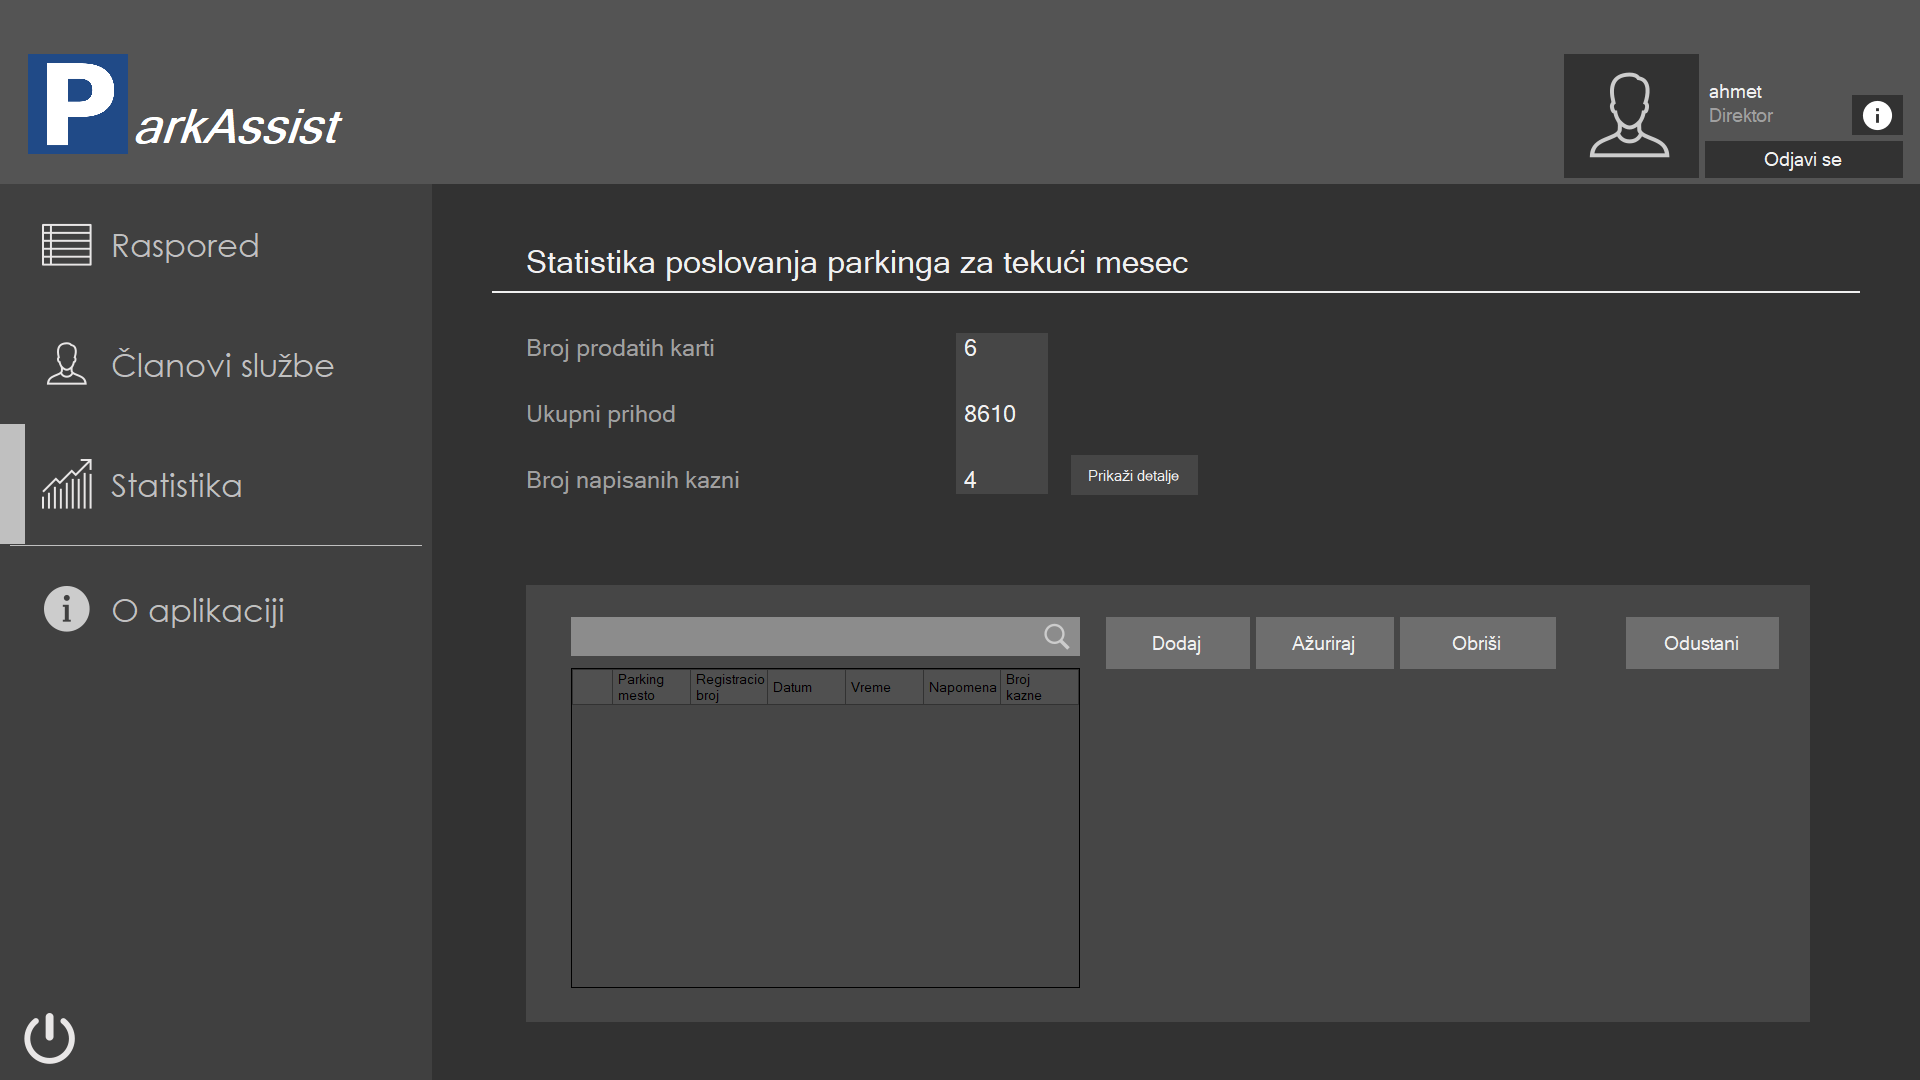 ParkAssist
ahmet
Direktor
Odjavi se
Raspored
Članovi službe
Statistika
O aplikaciji
Statistika poslovanja parkinga za tekući mesec
Broj prodatih karti 6
Ukupni prihod 8610
Broj napisanih kazni 4 Prikaži detalje
Dodaj Ažuriraj Obriši Odustani
Parking mesto Registracio broj Datum Vreme Napomena Broj kazne